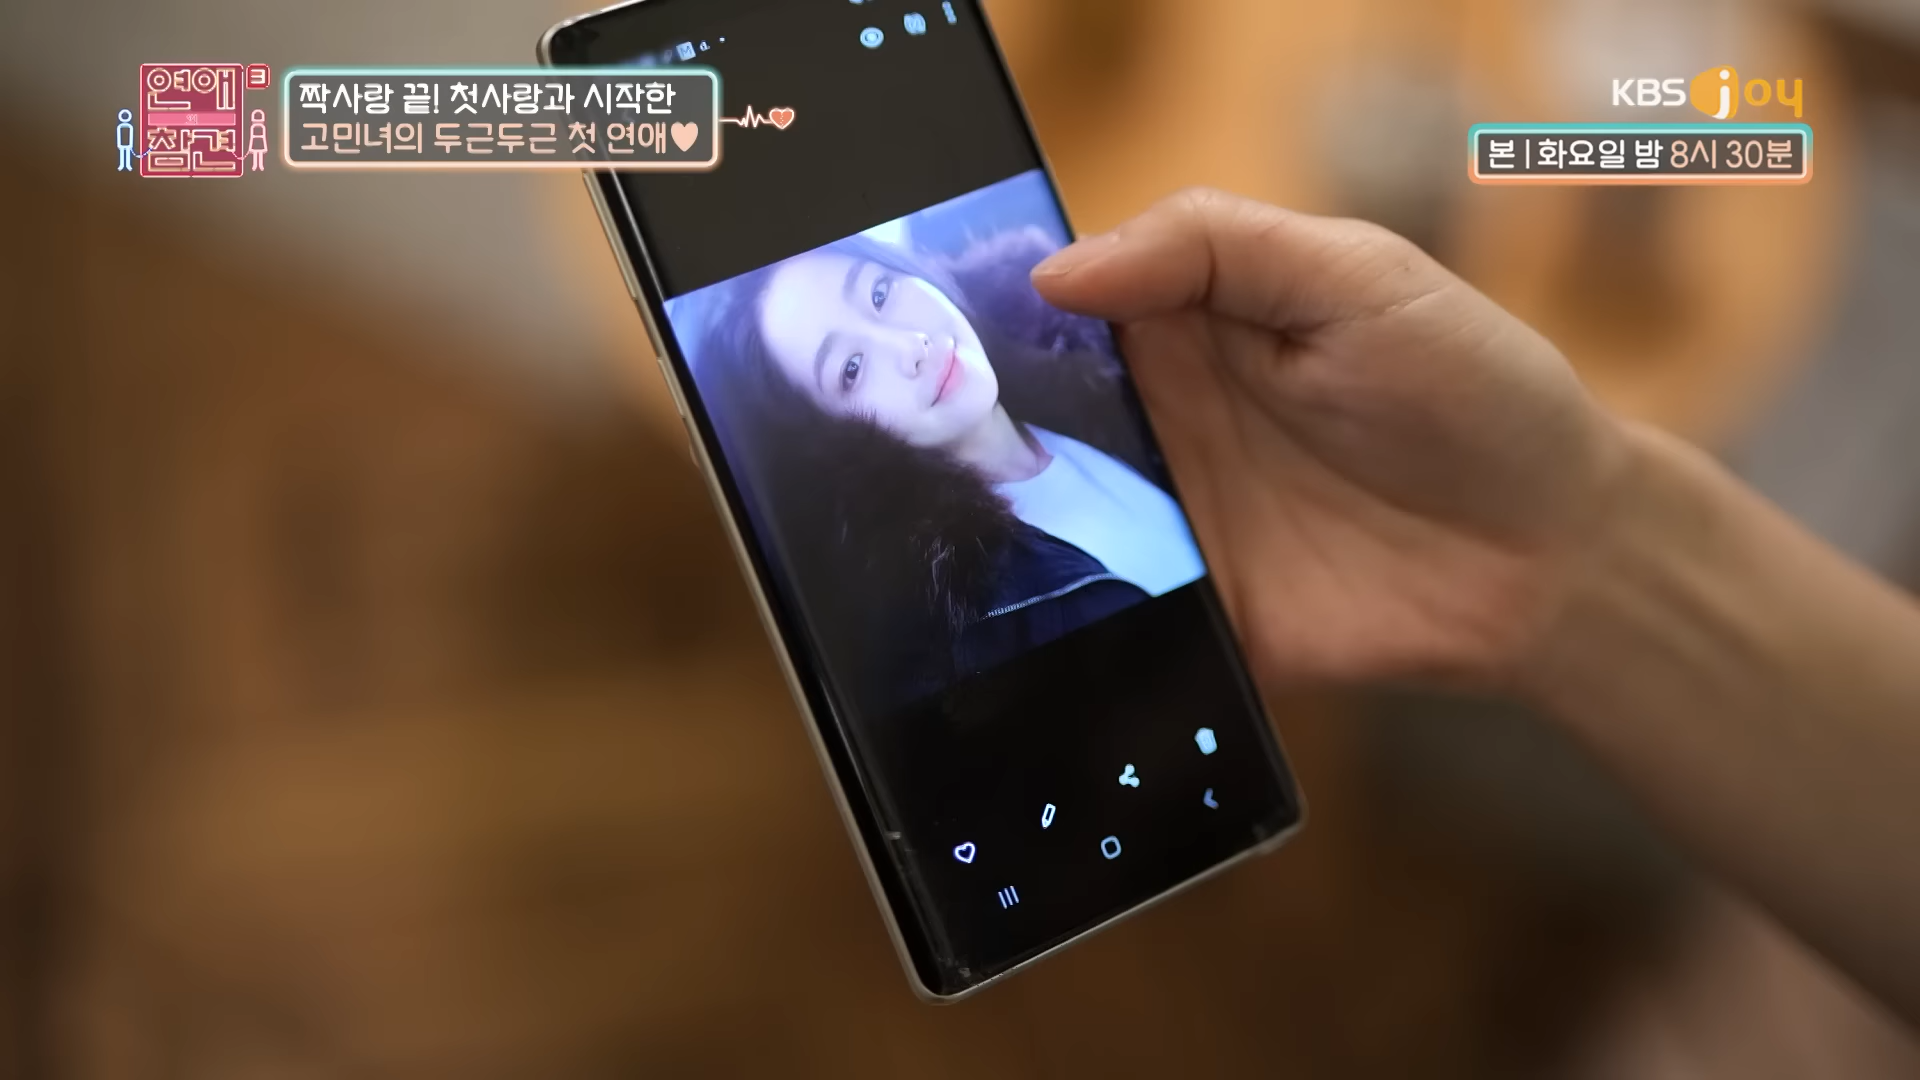 연애의 참견 3
짝사랑 끝! 첫사랑과 시작한
고민녀의 두근두근 첫 연애♥
KBS joy
본 | 화요일 밤 8시 30분